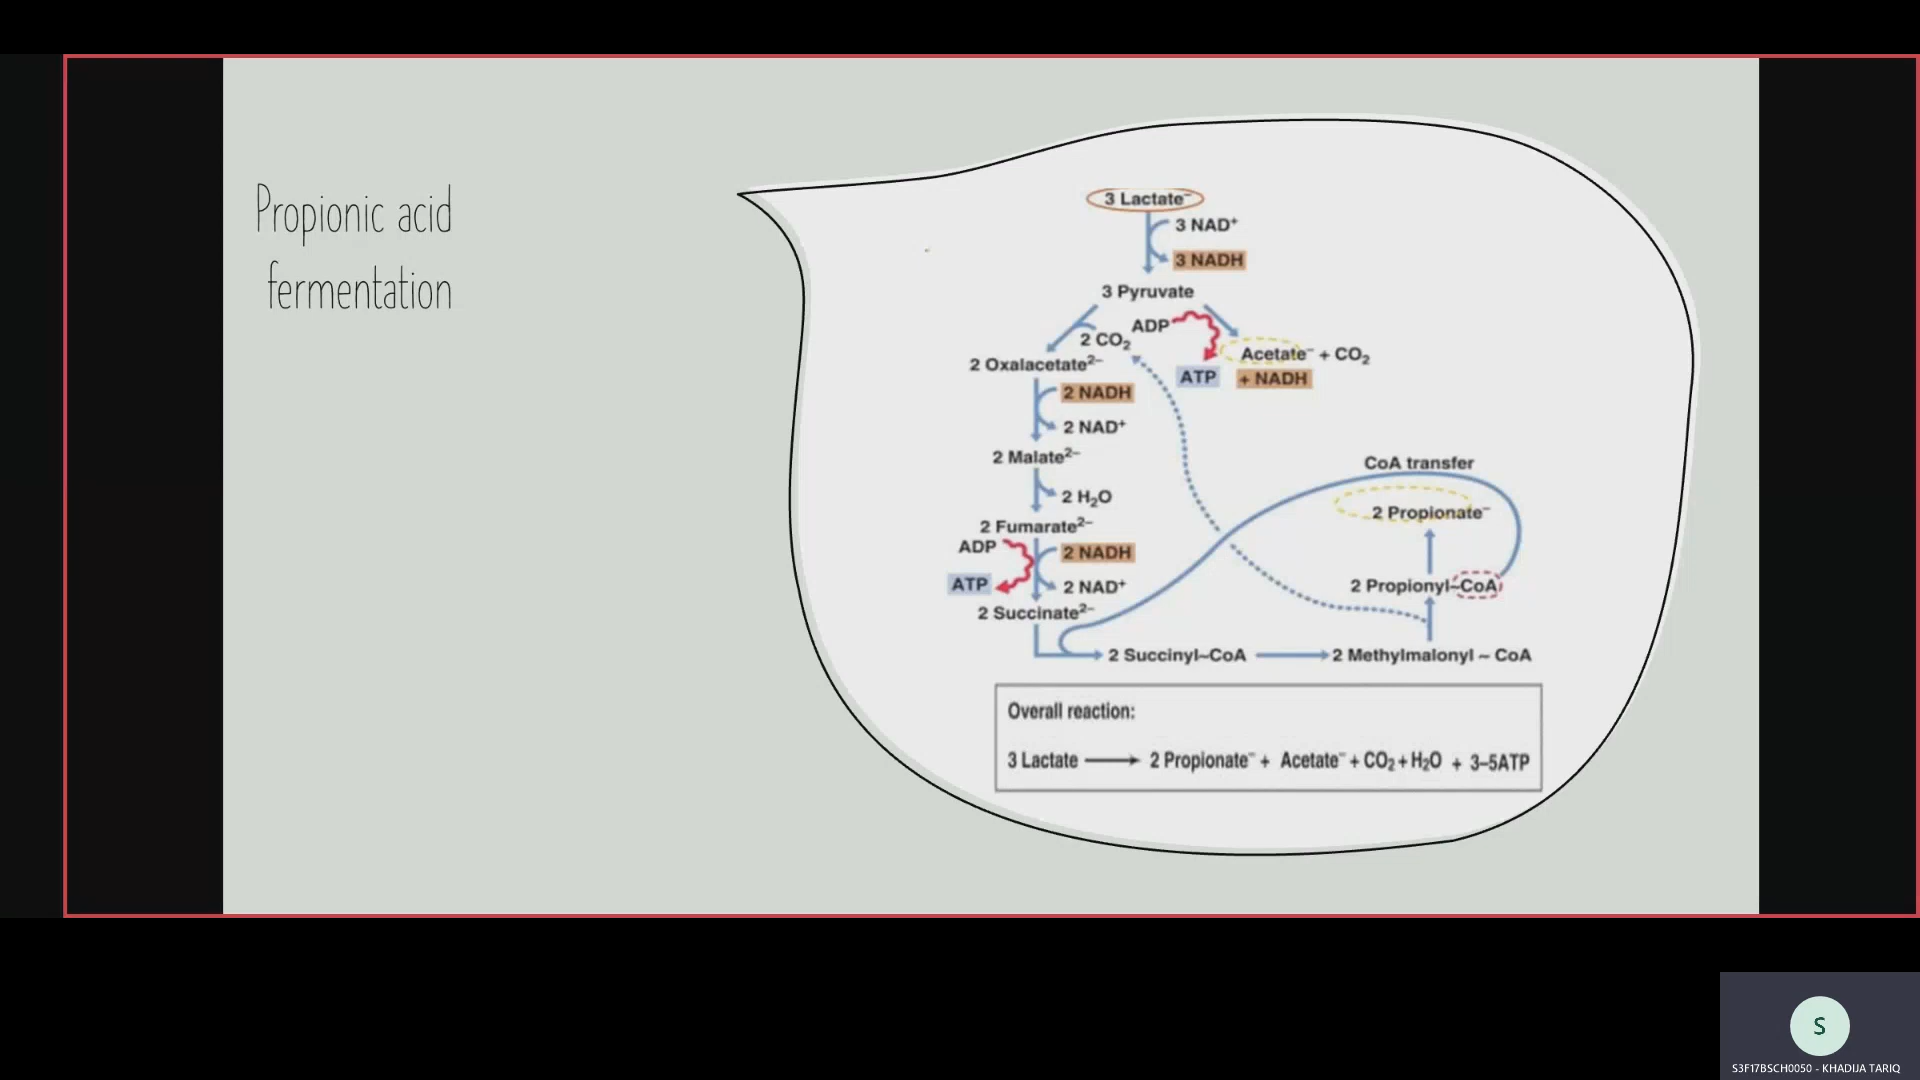 Propionic acid
fermentation
3 Lactate⁻
3 NAD⁺
3 NADH
3 Pyruvate
ADP
2 CO₂
ATP
Acetate⁻ + CO₂
+ NADH
2 Oxalacetate²⁻
2 NADH
2 NAD⁺
2 Malate²⁻
2 H₂O
2 Fumarate²⁻
ADP
2 NADH
ATP
2 NAD⁺
2 Succinate²⁻
CoA transfer
2 Propionate⁻
2 Propionyl~CoA
2 Succinyl~CoA
2 Methylmalonyl ~ CoA
Overall reaction:
3 Lactate ⟶ 2 Propionate⁻ + Acetate⁻ + CO₂ + H₂O + 3–5ATP
S
S3F17BSCH0050 - KHADIJA TARIQ